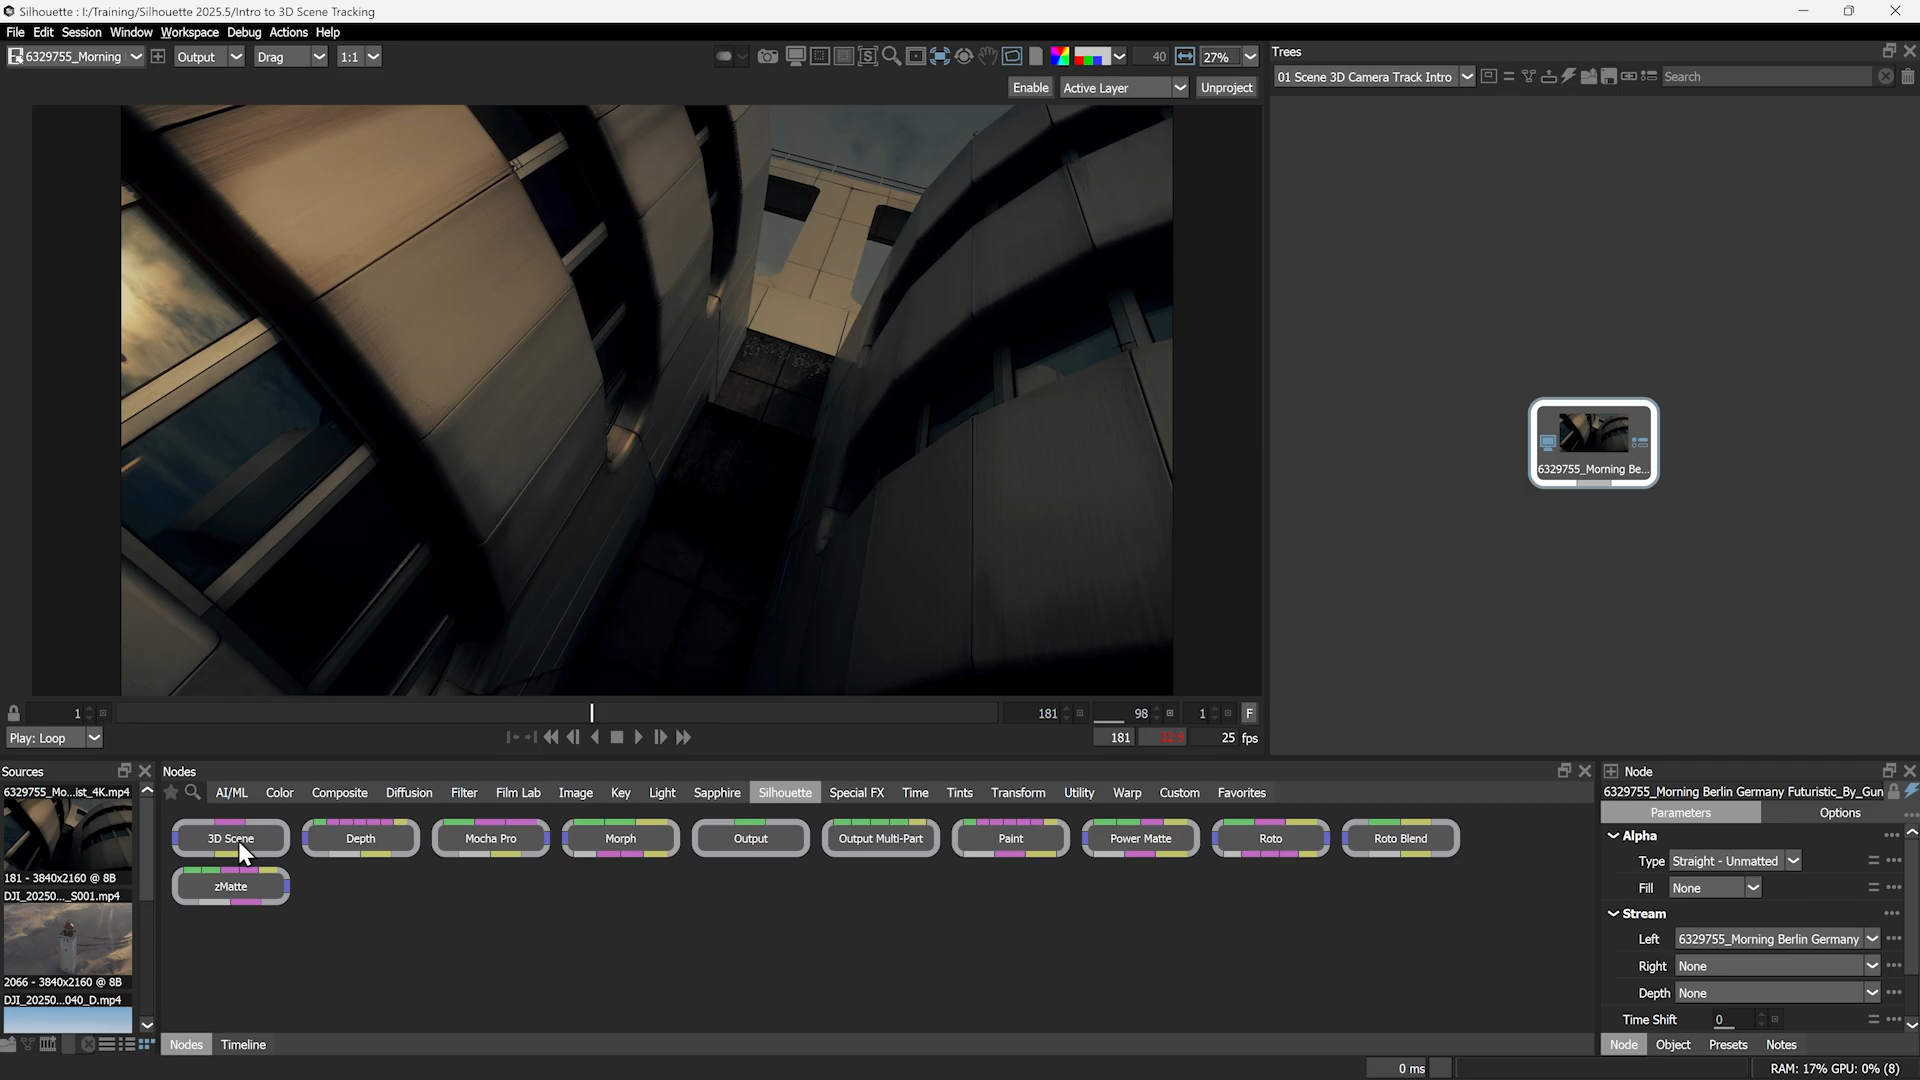 Silhouette : I:/Training/Silhouette 2025.5/Intro to 3D Scene Tracking
File Edit Session Window Workspace Debug Actions Help
6329755_Morning Output Drag 1:1 40 27%
Enable Active Layer Unproject
Trees
01 Scene 3D Camera Track Intro Search
6329755_Morning Be...
1 181 98 1 F
Play: Loop 181 25 fps
Sources
6329755_Mo...ist_4K.mp4
181 - 3840x2160 @ 8B
DJI_20250..._S001.mp4
2066 - 3840x2160 @ 8B
DJI_20250...040_D.mp4
Nodes
AI/ML Color Composite Diffusion Filter Film Lab Image Key Light Sapphire Silhouette Special FX Time Tints Transform Utility Warp Custom Favorites
3D Scene Depth Mocha Pro Morph Output Output Multi-Part Paint Power Matte Roto Roto Blend
zMatte
Nodes Timeline
Node
6329755_Morning Berlin Germany Futuristic_By_Gun
Parameters Options
Alpha
Type Straight - Unmatted
Fill None
Stream
Left 6329755_Morning Berlin Germany
Right None
Depth None
Time Shift 0
Node Object Presets Notes
0 ms RAM: 17% GPU: 0% (8)